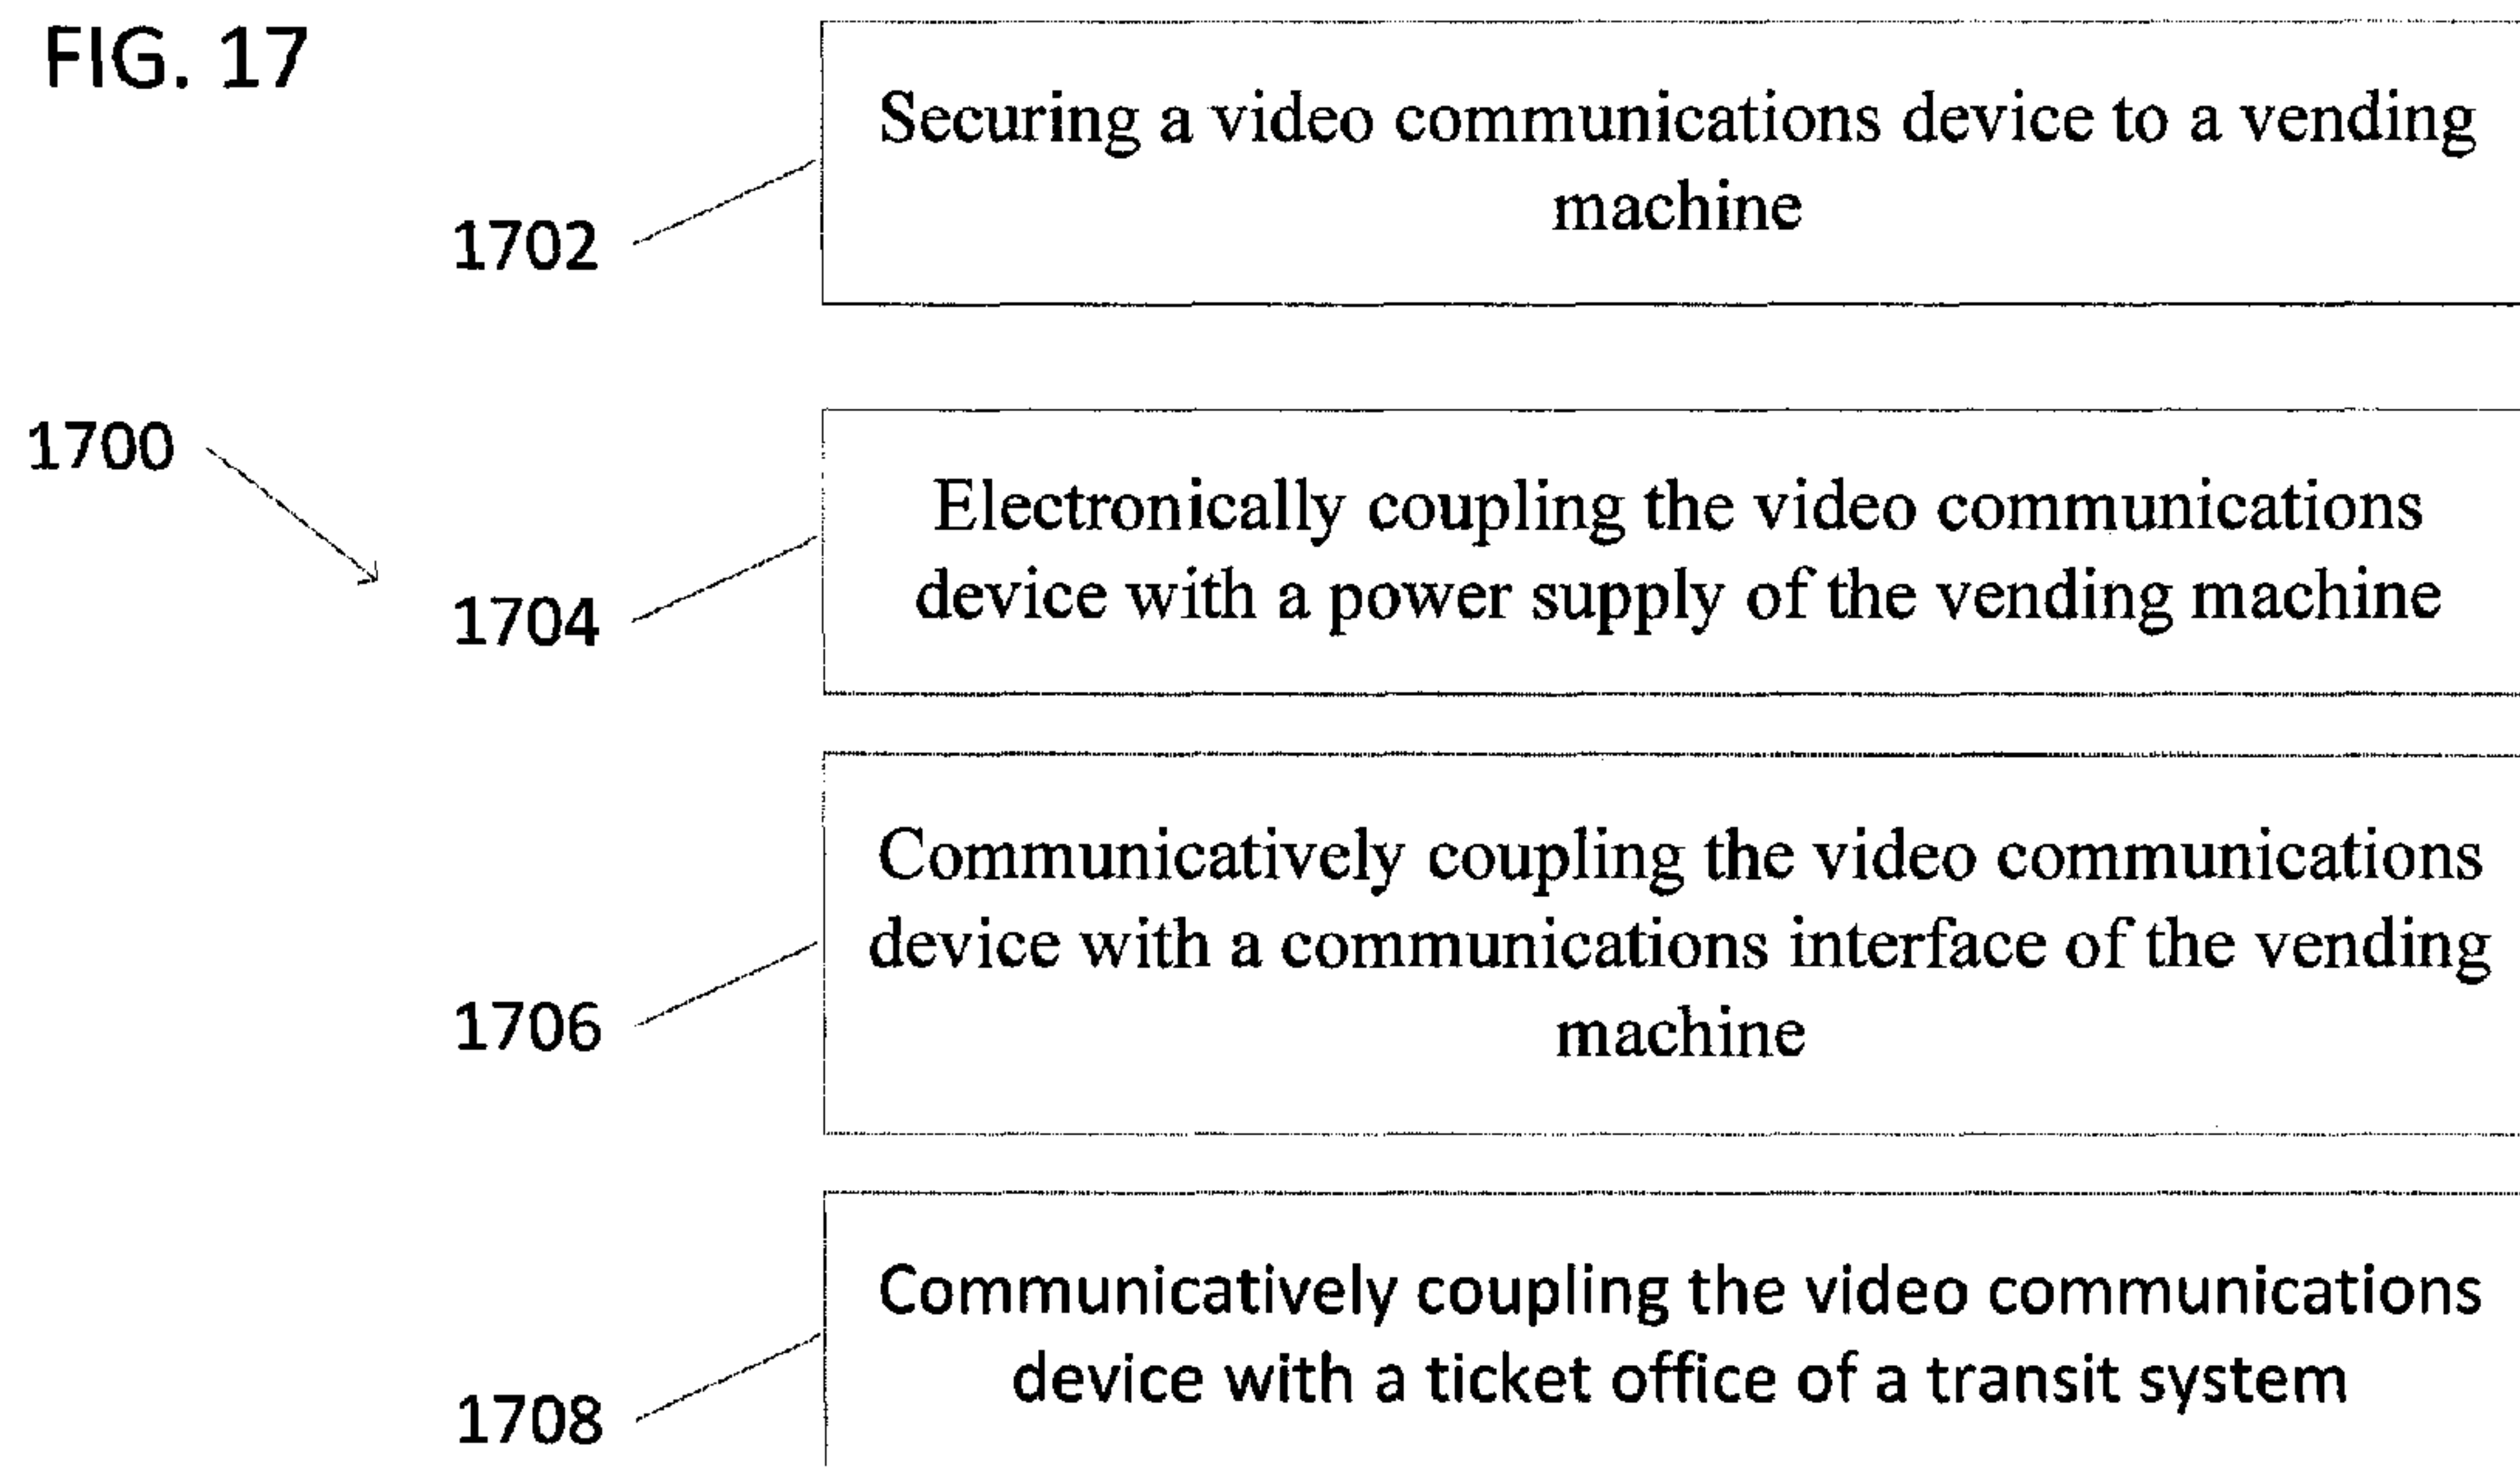 FIG. 17
Securing a video communications device to a vending
machine
1702
1700
Electronically coupling the video communications
device with a power supply of the vending machine
1704
Communicatively coupling the video communications
device with a communications interface of the vending
machine
1706
Communicatively coupling the video communications
device with a ticket office of a transit system
1708